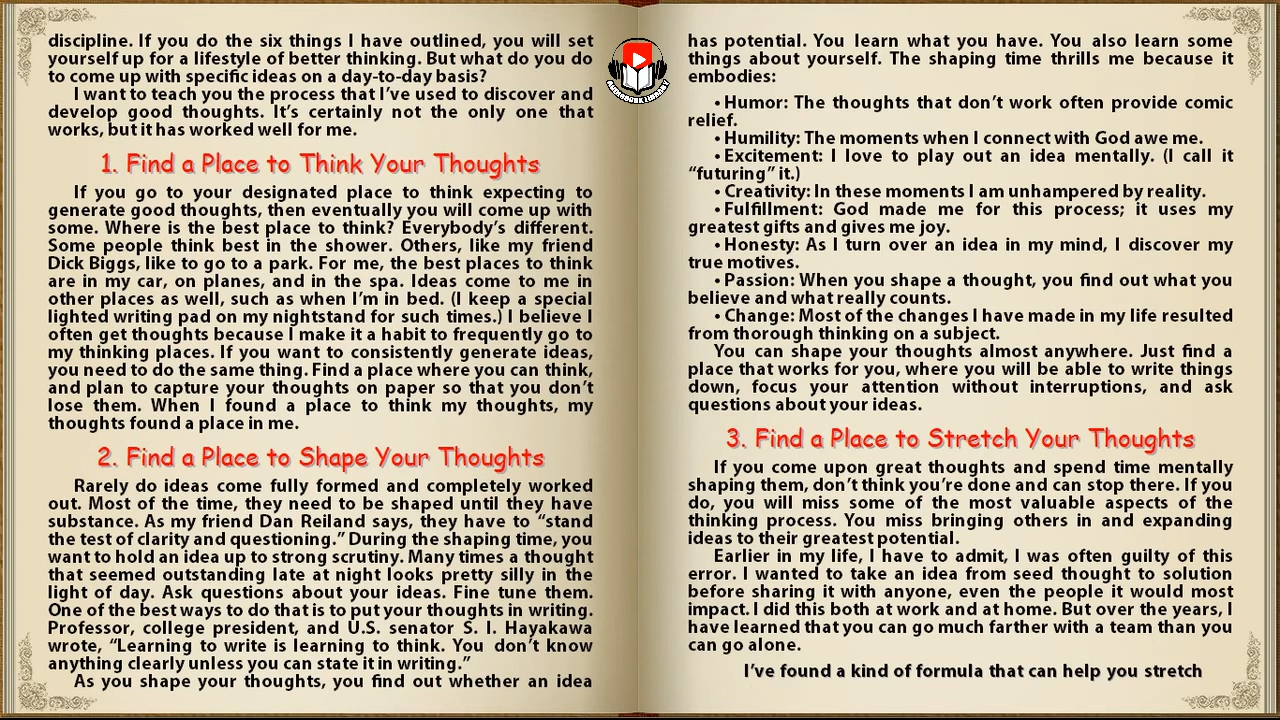 discipline. If you do the six things I have outlined, you will set
yourself up for a lifestyle of better thinking. But what do you do
to come up with specific ideas on a day-to-day basis?
I want to teach you the process that I've used to discover and
develop good thoughts. It's certainly not the only one that
works, but it has worked well for me.
1. Find a Place to Think Your Thoughts
If you go to your designated place to think expecting to
generate good thoughts, then eventually you will come up with
some. Where is the best place to think? Everybody's different.
Some people think best in the shower. Others, like my friend
Dick Biggs, like to go to a park. For me, the best places to think
are in my car, on planes, and in the spa. Ideas come to me in
other places as well, such as when I'm in bed. (I keep a special
lighted writing pad on my nightstand for such times.) I believe I
often get thoughts because I make it a habit to frequently go to
my thinking places. If you want to consistently generate ideas,
you need to do the same thing. Find a place where you can think,
and plan to capture your thoughts on paper so that you don't
lose them. When I found a place to think my thoughts, my
thoughts found a place in me.
2. Find a Place to Shape Your Thoughts
Rarely do ideas come fully formed and completely worked
out. Most of the time, they need to be shaped until they have
substance. As my friend Dan Reiland says, they have to “stand
the test of clarity and questioning.” During the shaping time, you
want to hold an idea up to strong scrutiny. Many times a thought
that seemed outstanding late at night looks pretty silly in the
light of day. Ask questions about your ideas. Fine tune them.
One of the best ways to do that is to put your thoughts in writing.
Professor, college president, and U.S. senator S. I. Hayakawa
wrote, “Learning to write is learning to think. You don't know
anything clearly unless you can state it in writing.”
As you shape your thoughts, you find out whether an idea
AUDIOBOOK LIBRARY
has potential. You learn what you have. You also learn some
things about yourself. The shaping time thrills me because it
embodies:
• Humor: The thoughts that don't work often provide comic
relief.
• Humility: The moments when I connect with God awe me.
• Excitement: I love to play out an idea mentally. (I call it
“futuring” it.)
• Creativity: In these moments I am unhampered by reality.
• Fulfillment: God made me for this process; it uses my
greatest gifts and gives me joy.
• Honesty: As I turn over an idea in my mind, I discover my
true motives.
• Passion: When you shape a thought, you find out what you
believe and what really counts.
• Change: Most of the changes I have made in my life resulted
from thorough thinking on a subject.
You can shape your thoughts almost anywhere. Just find a
place that works for you, where you will be able to write things
down, focus your attention without interruptions, and ask
questions about your ideas.
3. Find a Place to Stretch Your Thoughts
If you come upon great thoughts and spend time mentally
shaping them, don't think you're done and can stop there. If you
do, you will miss some of the most valuable aspects of the
thinking process. You miss bringing others in and expanding
ideas to their greatest potential.
Earlier in my life, I have to admit, I was often guilty of this
error. I wanted to take an idea from seed thought to solution
before sharing it with anyone, even the people it would most
impact. I did this both at work and at home. But over the years, I
have learned that you can go much farther with a team than you
can go alone.
I've found a kind of formula that can help you stretch